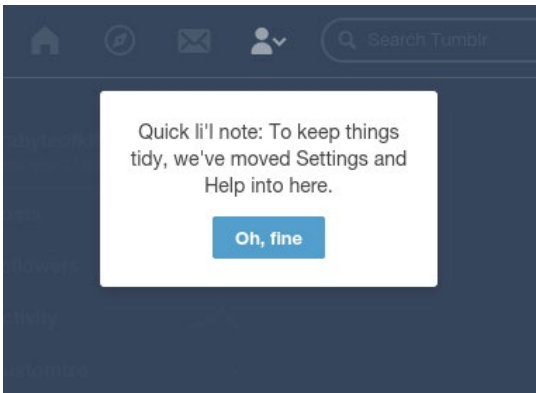 Search Tumblr
Quick li'l note: To keep things
tidy, we've moved Settings and
Help into here.
Oh, fine